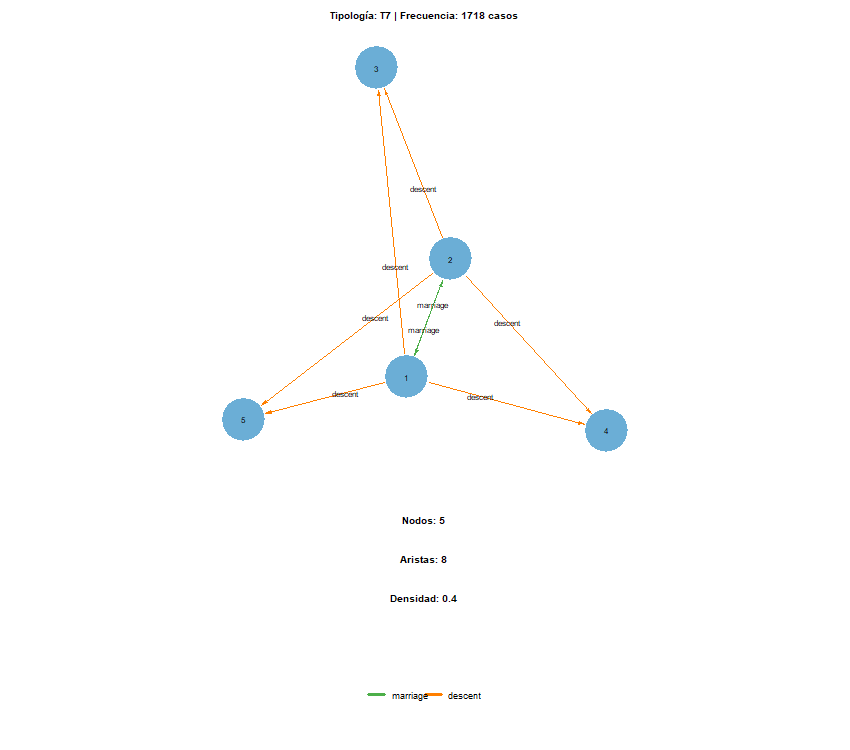 Tipología: T7 | Frecuencia: 1718 casos
3
descent
2
descent
marriage
descent
descent
marriage
1
descent
descent
5
4
Nodos: 5
Aristas: 8
Densidad: 0.4
marriage descent